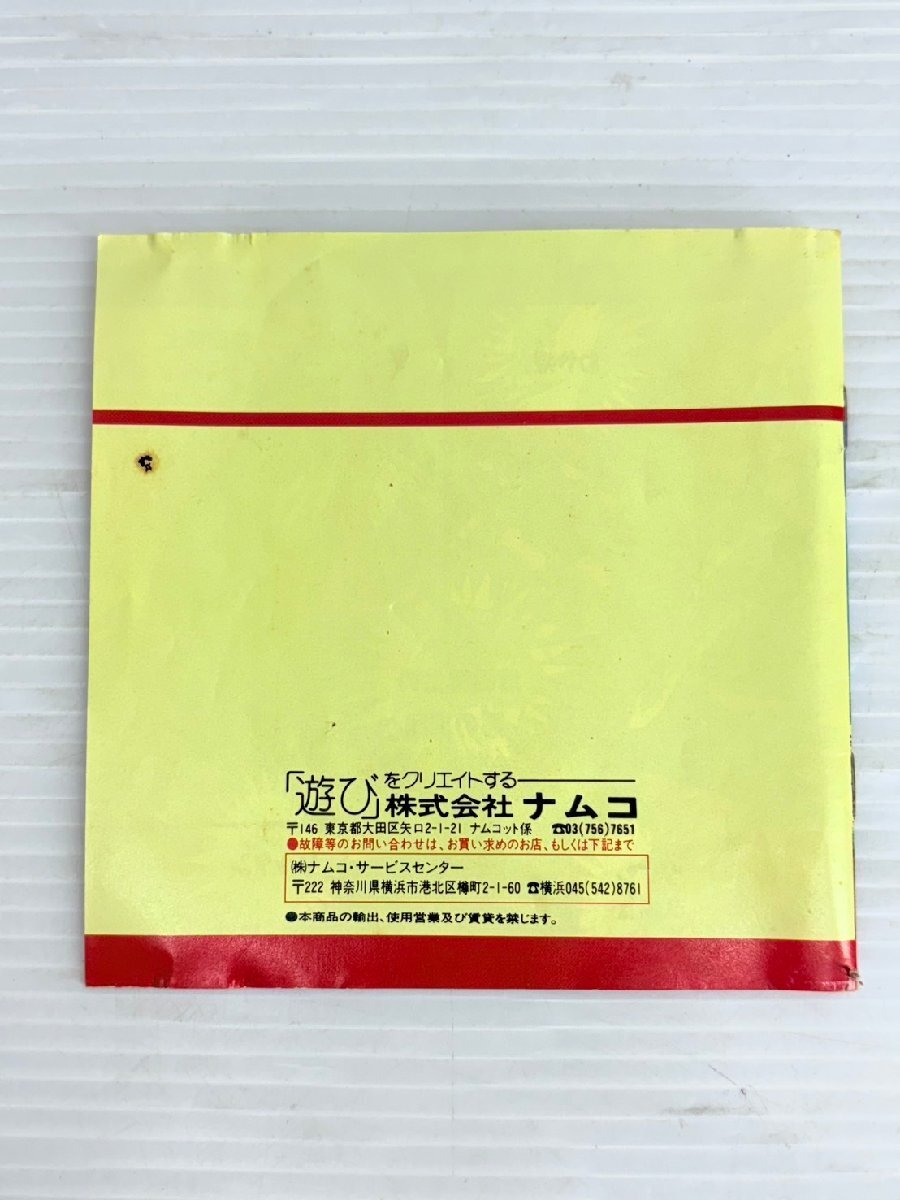 「遊び」をクリエイトする
株式会社 ナムコ
〒146 東京都大田区矢口2-1-21 ナムコット係 ☎03(756)7651
●故障等のお問い合わせは、お買い求めのお店、もしくは下記まで
㈱ナムコ・サービスセンター
〒222 神奈川県横浜市港北区樽町2-1-60 ☎横浜045(542)8761
●本商品の輸出、使用営業及び賃貸を禁じます。